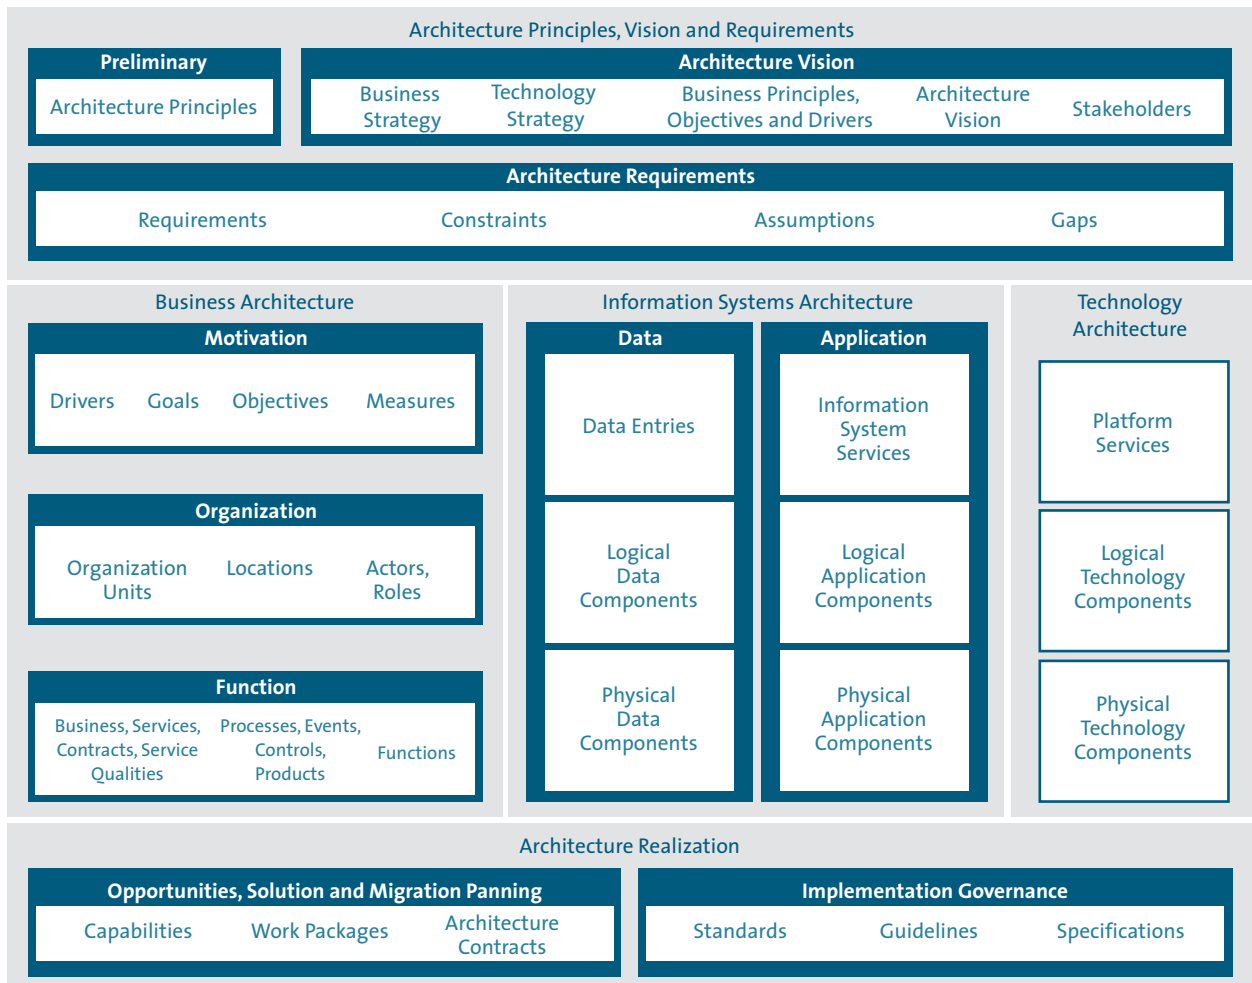 Architecture Principles, Vision and Requirements
Preliminary
Architecture Principles
Architecture Vision
Business
Strategy
Technology
Strategy
Business Principles,
Objectives and Drivers
Architecture
Vision
Stakeholders
Architecture Requirements
Requirements
Constraints
Assumptions
Gaps
Business Architecture
Motivation
Drivers
Goals
Objectives
Measures
Organization
Organization
Units
Locations
Actors,
Roles
Function
Business, Services,
Contracts, Service
Qualities
Processes, Events,
Controls,
Products
Functions
Information Systems Architecture
Data
Data Entries
Logical
Data
Components
Physical
Data
Components
Application
Information
System
Services
Logical
Application
Components
Physical
Application
Components
Technology
Architecture
Platform
Services
Logical
Technology
Components
Physical
Technology
Components
Architecture Realization
Opportunities, Solution and Migration Panning
Capabilities
Work Packages
Architecture
Contracts
Implementation Governance
Standards
Guidelines
Specifications